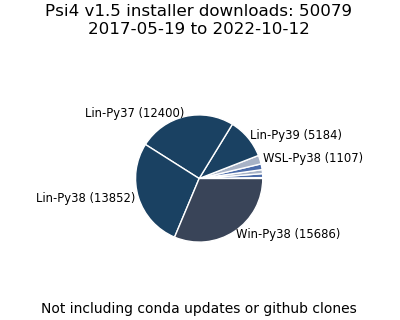 Psi4 v1.5 installer downloads: 50079
2017-05-19 to 2022-10-12
Lin-Py37 (12400)
Lin-Py39 (5184)
WSL-Py38 (1107)
Lin-Py38 (13852)
Win-Py38 (15686)
Not including conda updates or github clones